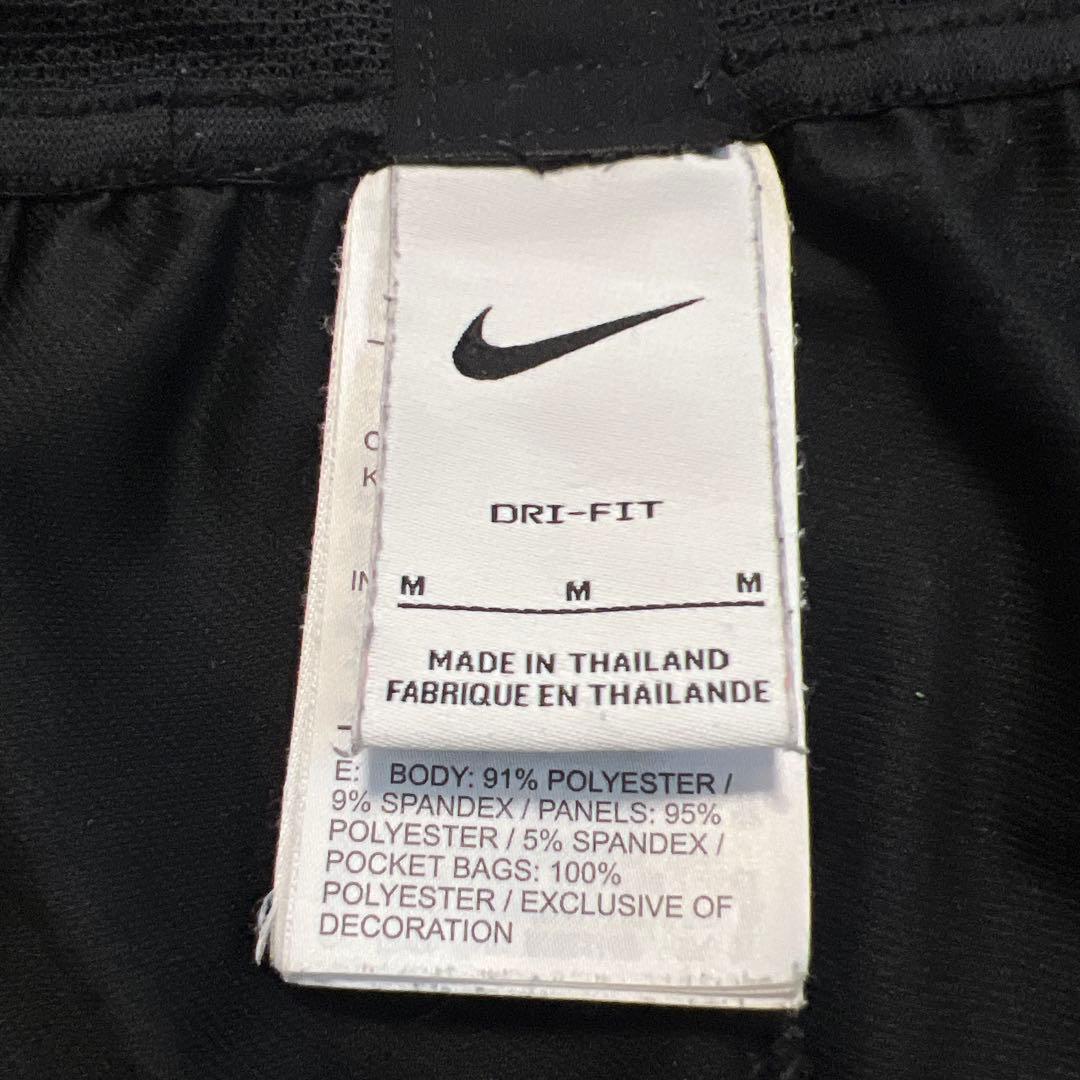 DRI-FIT
M M M
MADE IN THAILAND
FABRIQUE EN THAILANDE
E: BODY: 91% POLYESTER /
9% SPANDEX / PANELS: 95%
POLYESTER / 5% SPANDEX /
POCKET BAGS: 100%
POLYESTER / EXCLUSIVE OF
DECORATION